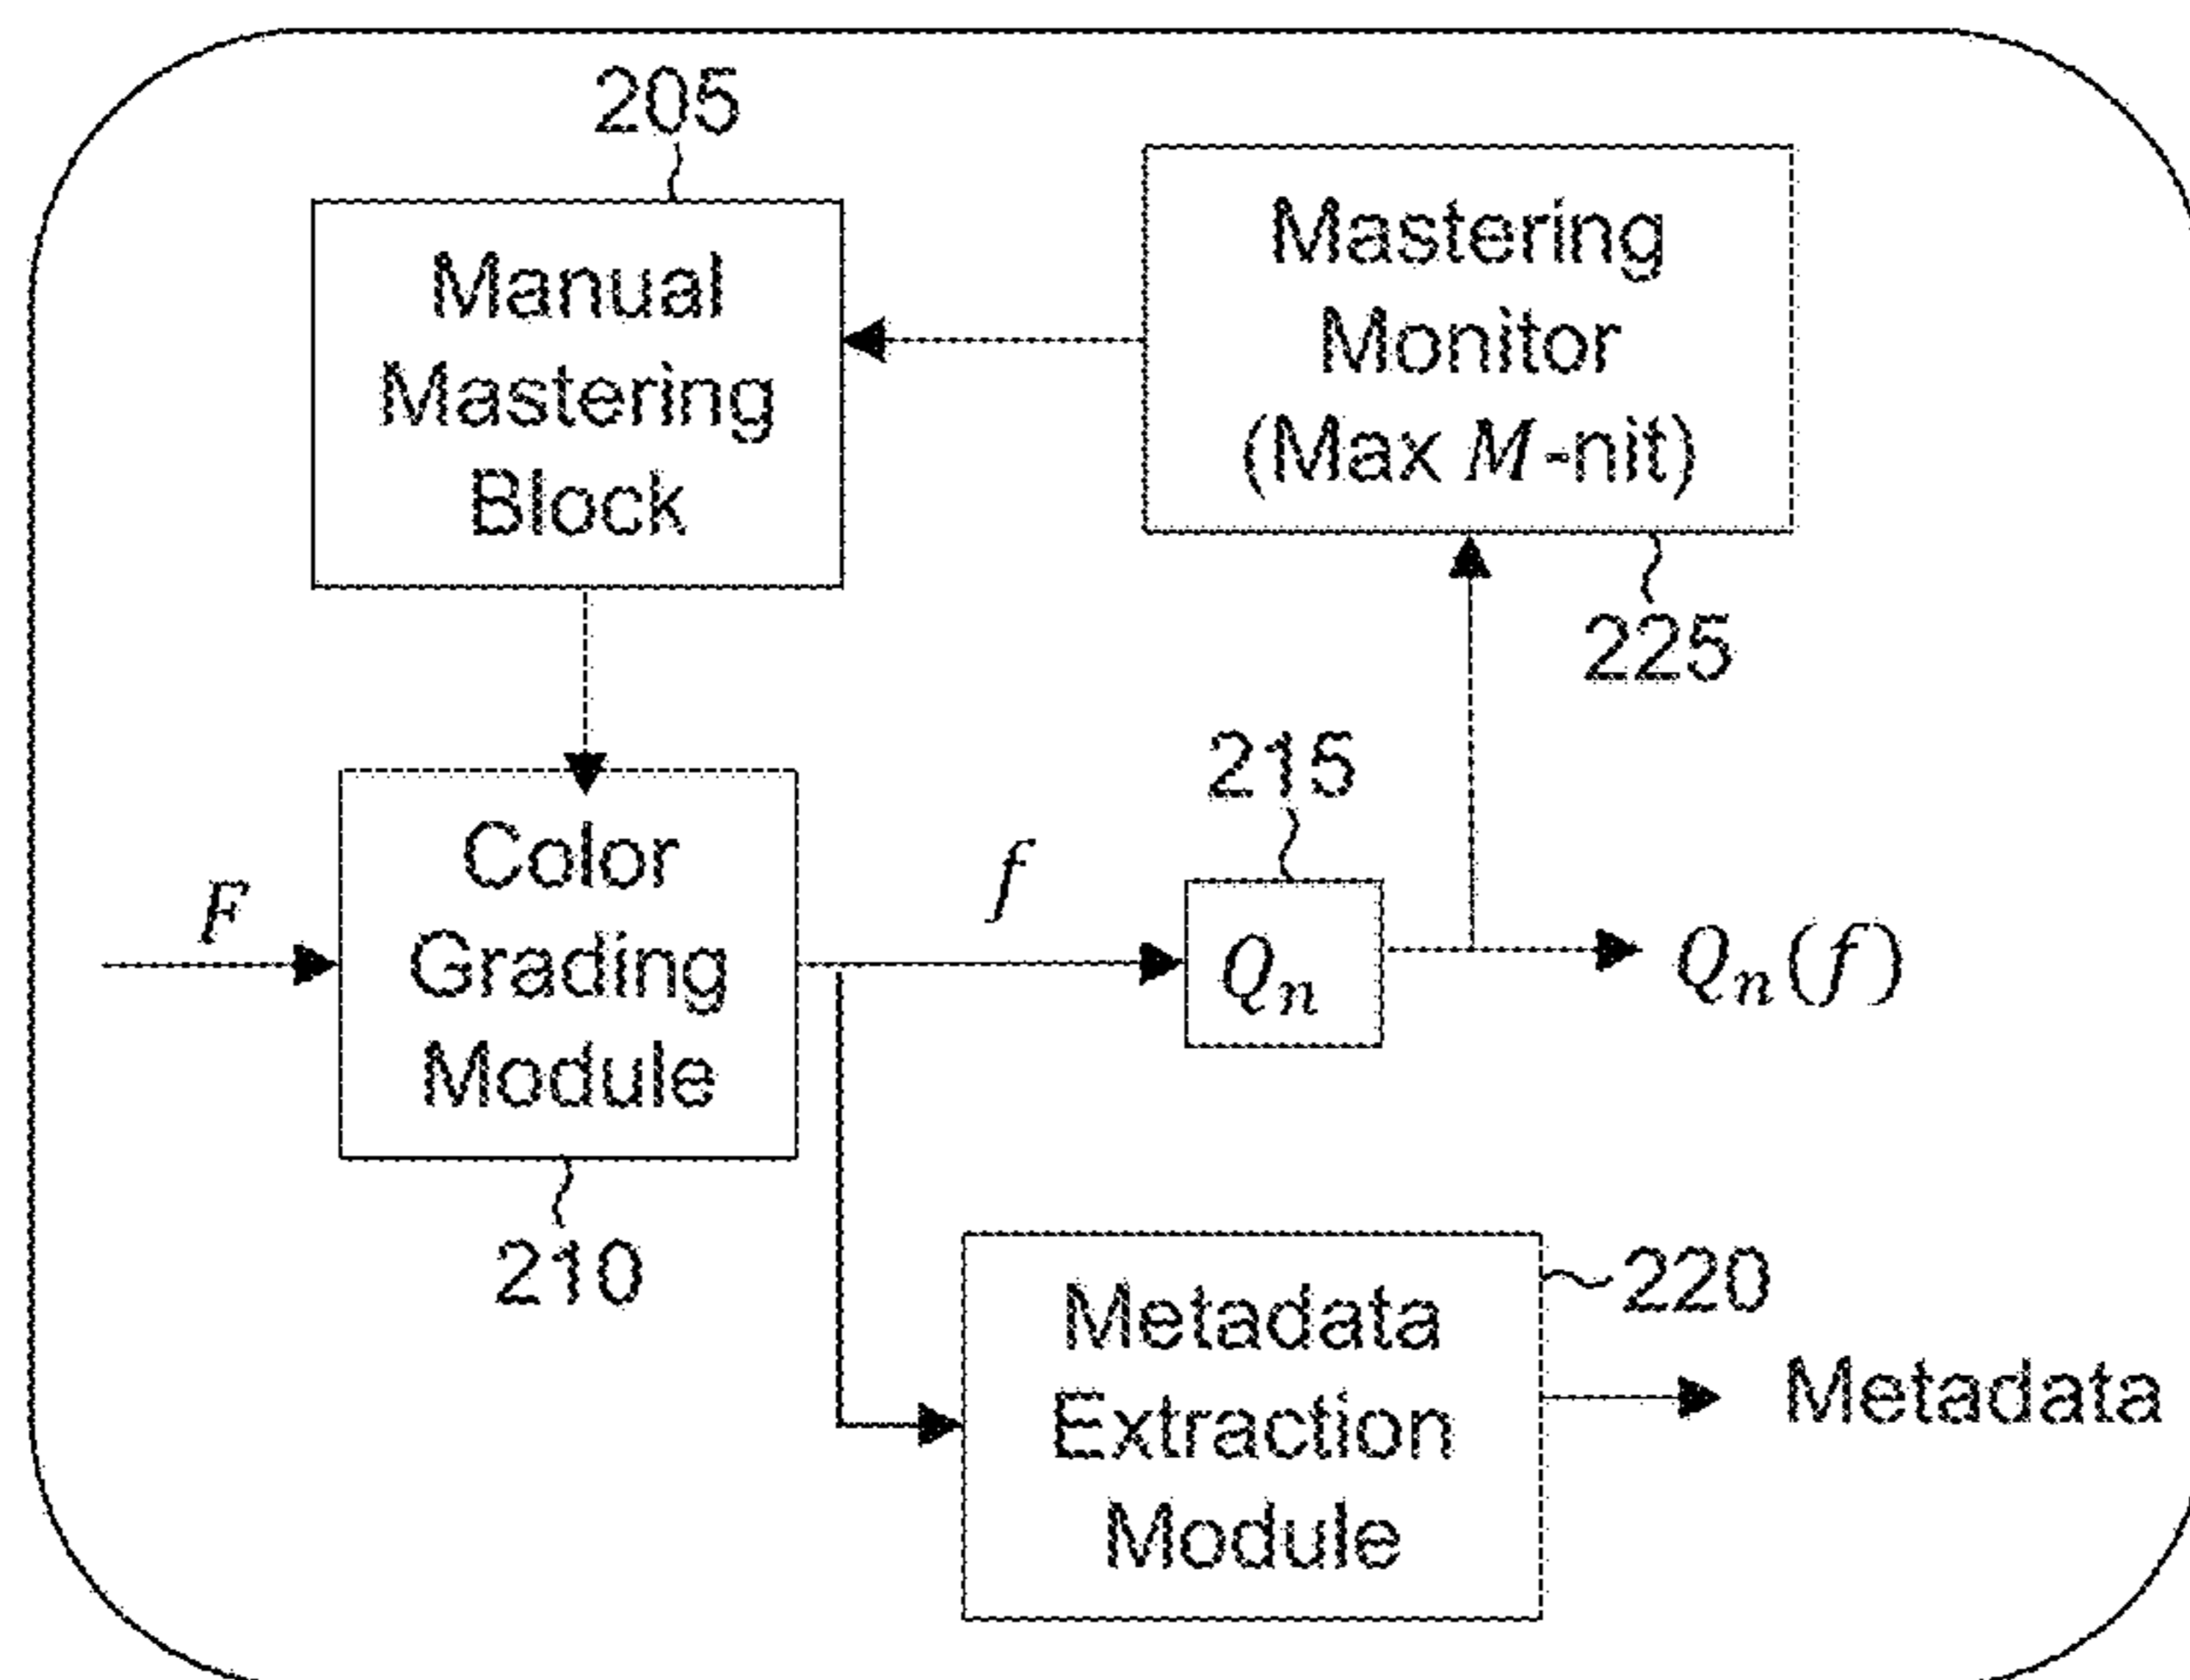 205
Manual
Mastering
Block
Mastering
Monitor
(Max M-nit)
225
215
F
Color
Grading
Module
f
Qn
Qn(f)
210
220
Metadata
Extraction
Module
Metadata